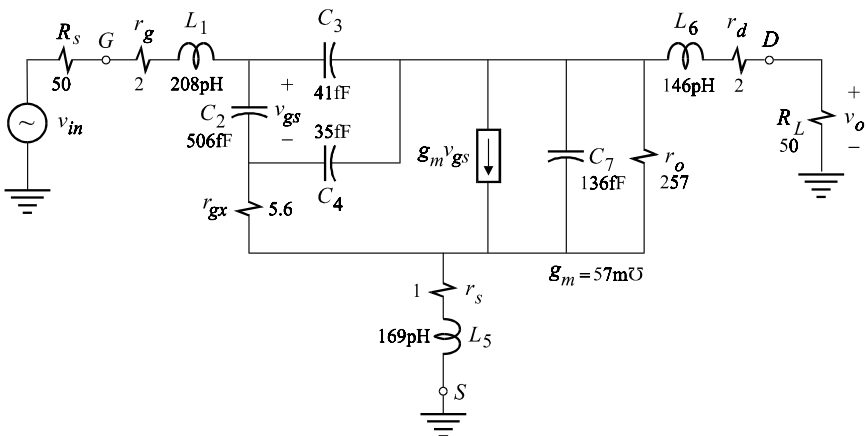 R_s
50
G
r_g
2
L_1
208pH
C_3
41fF
L_6
146pH
r_d
2
D
v_in
~
C_2
506fF
+
v_gs
−
35fF
C_4
g_m v_gs
C_7
136fF
r_o
257
R_L
50
+
v_o
−
r_gx
5.6
g_m = 57m℧
1
r_s
169pH
L_5
S